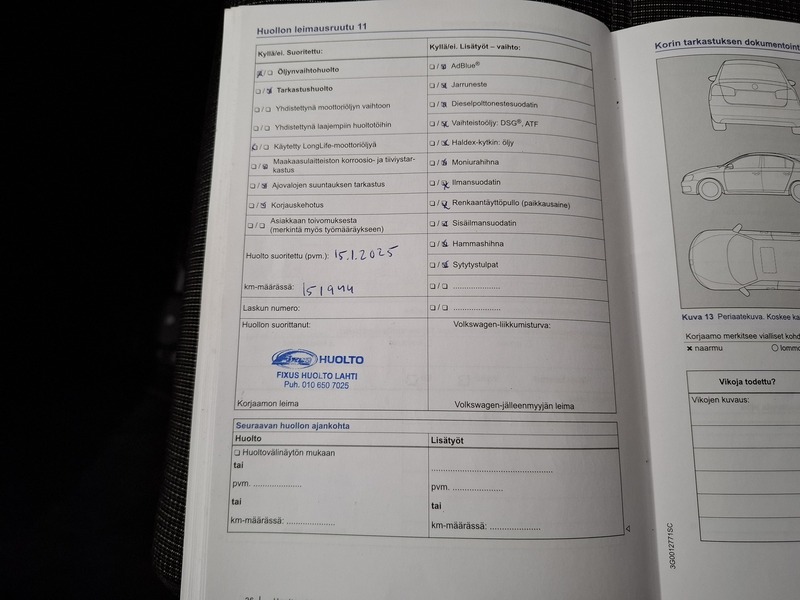 Huollon leimausruutu 11
Kyllä/ei. Suoritettu:
Öljynvaihtohuolto
Tarkastushuolto
Yhdistettynä moottoriöljyn vaihtoon
Yhdistettynä laajempiin huoltotöihin
Käytetty LongLife-moottoriöljyä
Maakaasulaitteiston korroosio- ja tiiviystar-
kastus
Ajovalojen suuntauksen tarkastus
Korjauskehotus
Asiakkaan toivomuksesta
(merkintä myös työmääräykseen)
Huolto suoritettu (pvm.): 15.1.2025
km-määrässä: 151944
Laskun numero:
Huollon suorittanut:
HUOLTO
FIXUS HUOLTO LAHTI
Puh. 010 650 7025
Korjaamon leima
Kyllä/ei. Lisätyöt – vaihto:
AdBlue®
Jarruneste
Dieselpolttonestesuodatin
Vaihteistoöljy: DSG®, ATF
Haldex-kytkin: öljy
Moniurahihna
Ilmansuodatin
Renkaantäyttöpullo (paikkausaine)
Sisäilmansuodatin
Hammashihna
Sytytystulpat
Volkswagen-liikkumisturva:
Volkswagen-jälleenmyyjän leima
Seuraavan huollon ajankohta
Huolto
Huoltovälinäytön mukaan
tai
pvm. ....................
tai
km-määrässä: ....................
Lisätyöt
pvm. ....................
tai
km-määrässä: ....................
Korin tarkastuksen dokumentoint
Kuva 13 Periaatekuva. Koskee ka
Korjaamo merkitsee vialliset kohd
naarmu
lommo
Vikoja todettu?
Vikojen kuvaus:
3G0012771SC